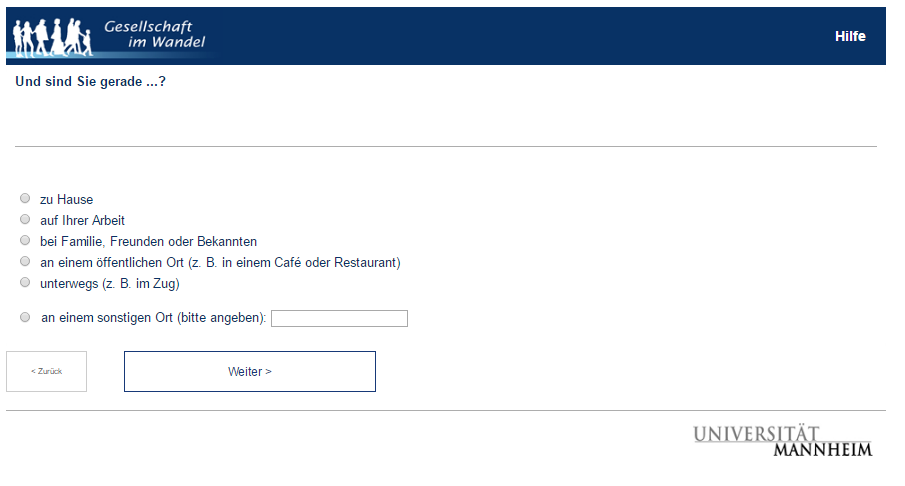 Gesellschaft
im Wandel
Hilfe
Und sind Sie gerade ...?
zu Hause
auf Ihrer Arbeit
bei Familie, Freunden oder Bekannten
an einem öffentlichen Ort (z. B. in einem Café oder Restaurant)
unterwegs (z. B. im Zug)
an einem sonstigen Ort (bitte angeben):
< Zurück
Weiter >
UNIVERSITÄT
MANNHEIM